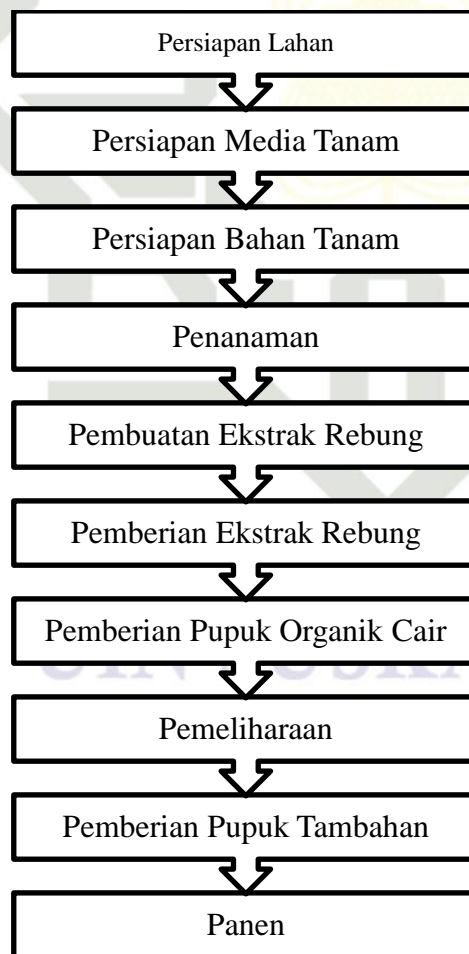 Persiapan Lahan
Persiapan Media Tanam
Persiapan Bahan Tanam
Penanaman
Pembuatan Ekstrak Rebung
Pemberian Ekstrak Rebung
Pemberian Pupuk Organik Cair
Pemeliharaan
Pemberian Pupuk Tambahan
Panen